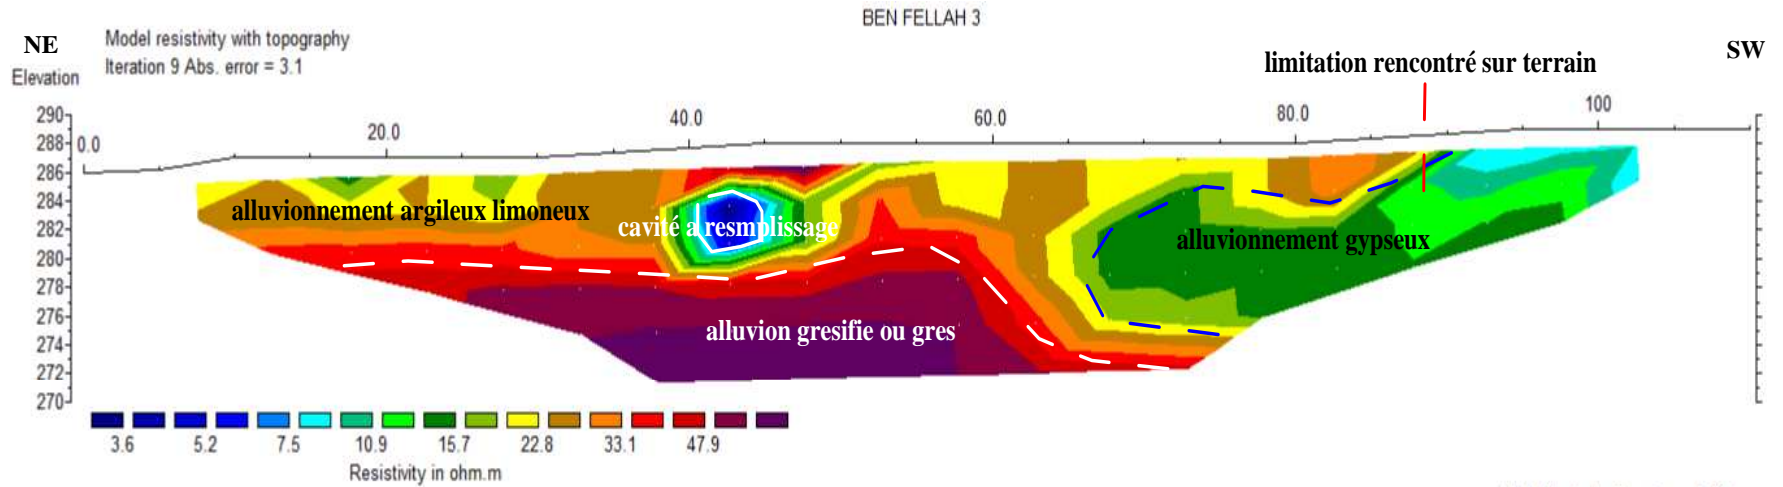 BEN FELLAH 3
NE
SW
Model resistivity with topography
Iteration 9 Abs. error = 3.1
Elevation
limitation rencontré sur terrain
290
288
286
284
282
280
278
276
274
272
270
0.0
20.0
40.0
60.0
80.0
100
alluvionnement argileux limoneux
cavité a resmplissage
alluvionnement gypseux
alluvion gresifie ou gres
3.6
5.2
7.5
10.9
15.7
22.8
33.1
47.9
Resistivity in ohm.m